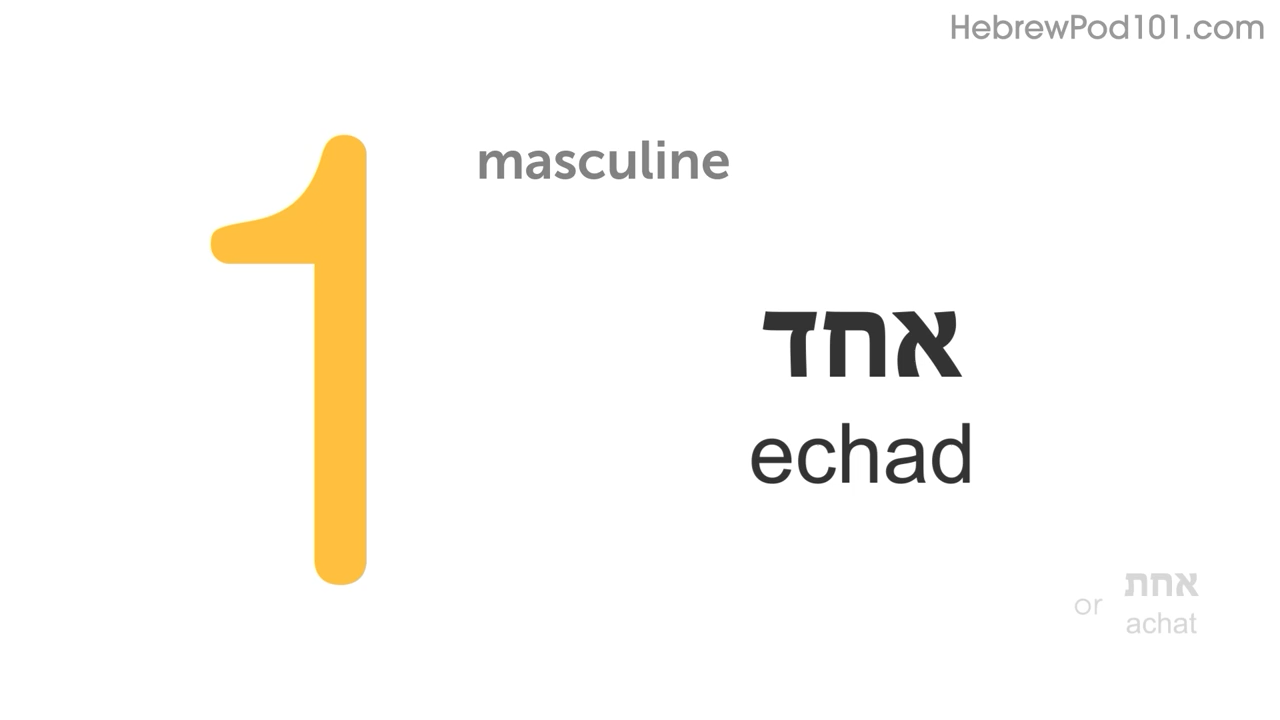 HebrewPod101.com
1
masculine
אחד
echad
or
אחת
achat